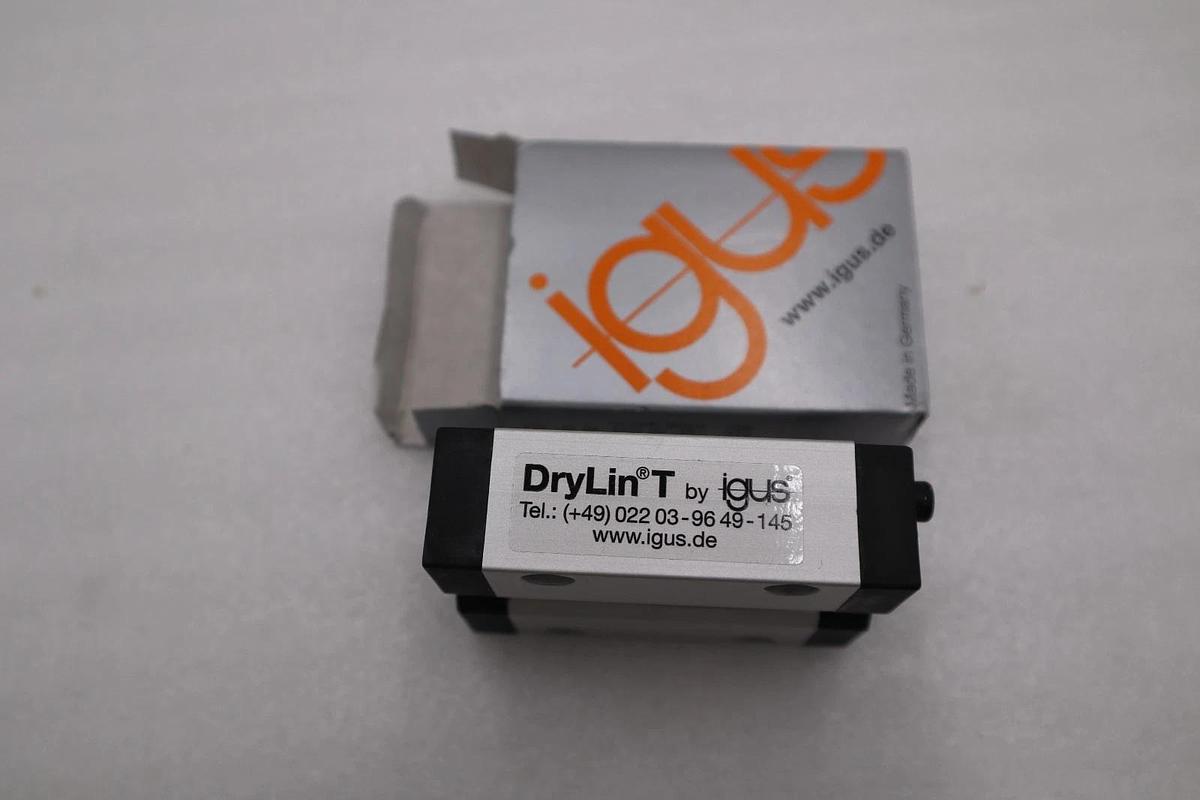 igus
www.igus.de
Made in Germany
DryLin® T by igus®
Tel.: (+49) 022 03-96 49-145
www.igus.de